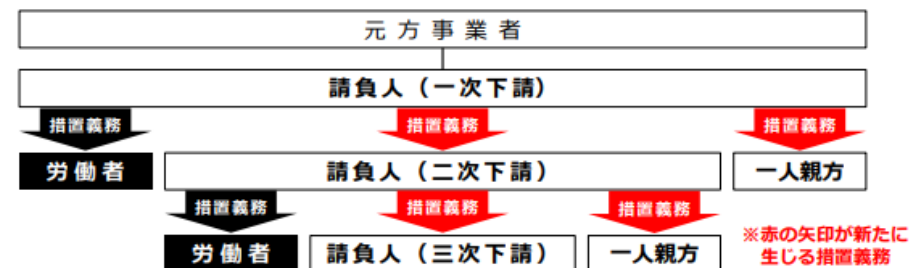 元方事業者
請負人（一次下請）
措置義務 措置義務 措置義務
労働者 請負人（二次下請） 一人親方
措置義務 措置義務 措置義務
労働者 請負人（三次下請） 一人親方
※赤の矢印が新たに
生じる措置義務